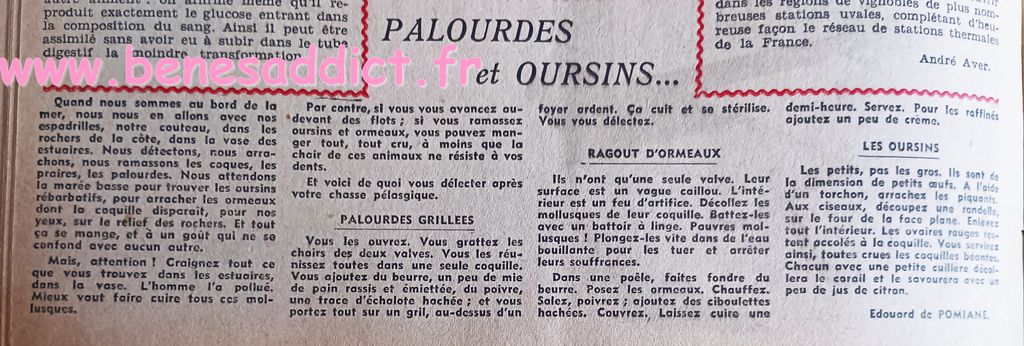 autre aliment. On affirme même qu'il re-
produit exactement le glucose entrant dans
la composition du sang. Ainsi il peut être
assimilé sans avoir eu à subir dans le tube
digestif la moindre transformation.
www.benesaddict.fr
PALOURDES
et OURSINS...
dans les régions de vignobles de plus nom-
breuses stations uvales, complétant d'heu-
reuse façon le réseau de stations thermales
de la France.
André Aver.
Quand nous sommes au bord de la
mer, nous nous en allons avec nos
espadrilles, notre couteau, dans les
rochers de la côte, dans la vase des
estuaires. Nous détectons, nous arra-
chons, nous ramassons les coques, les
praires, les palourdes. Nous attendons
la marée basse pour trouver les oursins
rébarbatifs, pour arracher les ormeaux
dont la coquille disparait, pour nos
yeux, sur le relief des rochers. Et tout
ça se mange, et à un goût qui ne se
confond avec aucun autre.
Mais, attention ! Craignez tout ce
que vous trouvez dans les estuaires,
dans la vase. L'homme l'a pollué.
Mieux vaut faire cuire tous ces mol-
lusques.
Par contre, si vous vous avancez au-
devant des flots ; si vous ramassez
oursins et ormeaux, vous pouvez man-
ger tout, tout cru, à moins que la
chair de ces animaux ne résiste à vos
dents.
Et voici de quoi vous délecter après
votre chasse pélasgique.
PALOURDES GRILLEES
Vous les ouvrez. Vous grattez les
chairs des deux valves. Vous les réu-
nissez toutes dans une seule coquille.
Vous ajoutez du beurre, un peu de mie
de pain rassis et émiettée, du poivre,
une trace d'échalote hachée ; et vous
portez tout sur un gril, au-dessus d'un
foyer ardent. Ça cuit et se stérilise.
Vous vous délectez.
RAGOUT D'ORMEAUX
Ils n'ont qu'une seule valve. Leur
surface est un vague caillou. L'inté-
rieur est un feu d'artifice. Décollez les
mollusques de leur coquille. Battez-les
avec un battoir à linge. Pauvres mol-
lusques ! Plongez-les vite dans de l'eau
bouillante pour les tuer et arrêter
leurs souffrances.
Dans une poêle, faites fondre du
beurre. Posez les ormeaux. Chauffez.
Salez, poivrez ; ajoutez des ciboulettes
hachées. Couvrez. Laissez cuire une
demi-heure. Servez. Pour les raffinés
ajoutez un peu de crème.
LES OURSINS
Les petits, pas les gros. Ils sont de
la dimension de petits œufs. A l'aide
d'un torchon, arrachez les piquants.
Aux ciseaux, découpez une rondelle,
sur le four de la face plane. Enlevez
tout l'intérieur. Les ovaires rouges res-
tent accolés à la coquille. Vous servirez
ainsi, toutes crues les coquilles béantes.
Chacun avec une petite cuillère décol-
lera le corail et le savourera avec un
peu de jus de citron.
Edouard de POMIANE.